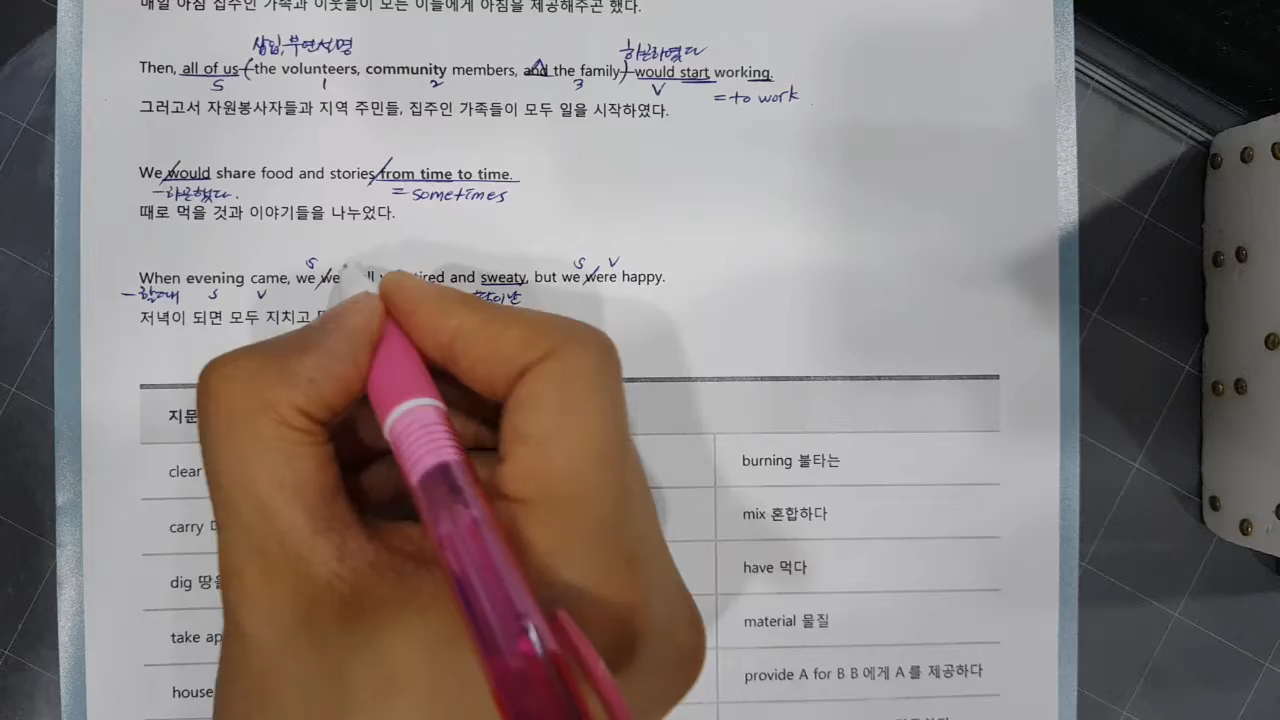 매일 아침 집주인 가족과 이웃들이 모든 이들에게 아침을 제공해주곤 했다.
삽입, 부연설명 하곤하였다
Then, all of us (the volunteers, community members, and the family) would start working.
S 1 2 3 V = to work
그러고서 자원봉사자들과 지역 주민들, 집주인 가족들이 모두 일을 시작하였다.
We would share food and stories from time to time.
~하곤했다. = sometimes
때로 먹을 것과 이야기들을 나누었다.
S S V
When evening came, we we tired and sweaty, but we were happy.
S V 땀이난
저녁이 되면 모두 지치고
지문
clear burning 불타는
carry mix 혼합하다
dig 땅을 have 먹다
take ap material 물질
house provide A for B B 에게 A 를 제공하다